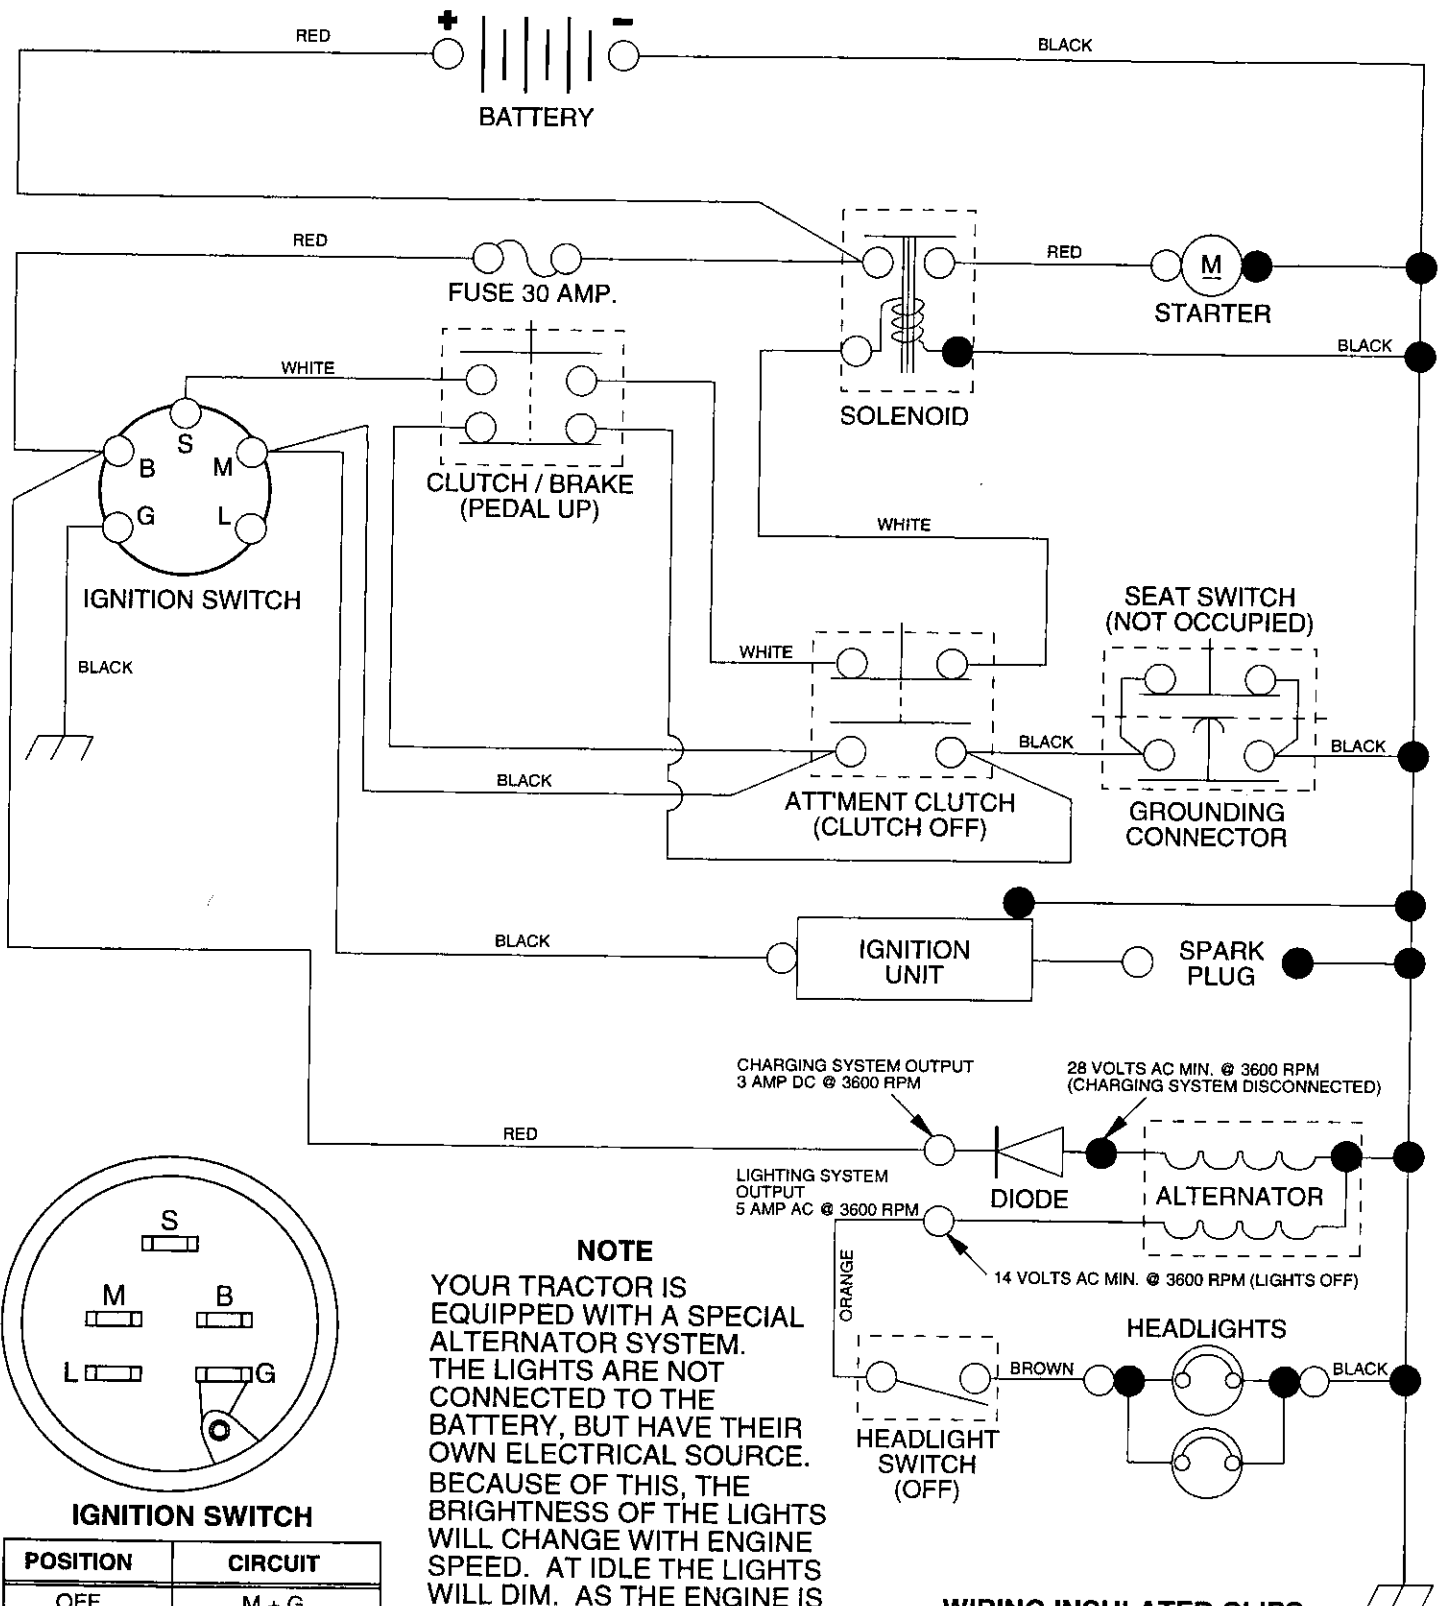 +
-
RED
BLACK
BATTERY
RED
RED
M
FUSE 30 AMP.
STARTER
BLACK
WHITE
SOLENOID
S
B
M
G
L
CLUTCH / BRAKE
(PEDAL UP)
WHITE
IGNITION SWITCH
SEAT SWITCH
(NOT OCCUPIED)
BLACK
WHITE
BLACK
BLACK
BLACK
ATT'MENT CLUTCH
(CLUTCH OFF)
GROUNDING
CONNECTOR
BLACK
IGNITION
UNIT
SPARK
PLUG
CHARGING SYSTEM OUTPUT
3 AMP DC @ 3600 RPM
28 VOLTS AC MIN. @ 3600 RPM
(CHARGING SYSTEM DISCONNECTED)
RED
LIGHTING SYSTEM
OUTPUT
5 AMP AC @ 3600 RPM
DIODE
ALTERNATOR
14 VOLTS AC MIN. @ 3600 RPM (LIGHTS OFF)
ORANGE
HEADLIGHTS
BROWN
BLACK
HEADLIGHT
SWITCH
(OFF)
S
M
B
L
G
IGNITION SWITCH
POSITION CIRCUIT
OFF M + G
NOTE
YOUR TRACTOR IS
EQUIPPED WITH A SPECIAL
ALTERNATOR SYSTEM.
THE LIGHTS ARE NOT
CONNECTED TO THE
BATTERY, BUT HAVE THEIR
OWN ELECTRICAL SOURCE.
BECAUSE OF THIS, THE
BRIGHTNESS OF THE LIGHTS
WILL CHANGE WITH ENGINE
SPEED. AT IDLE THE LIGHTS
WILL DIM. AS THE ENGINE IS
WIRING INSULATED CLIPS